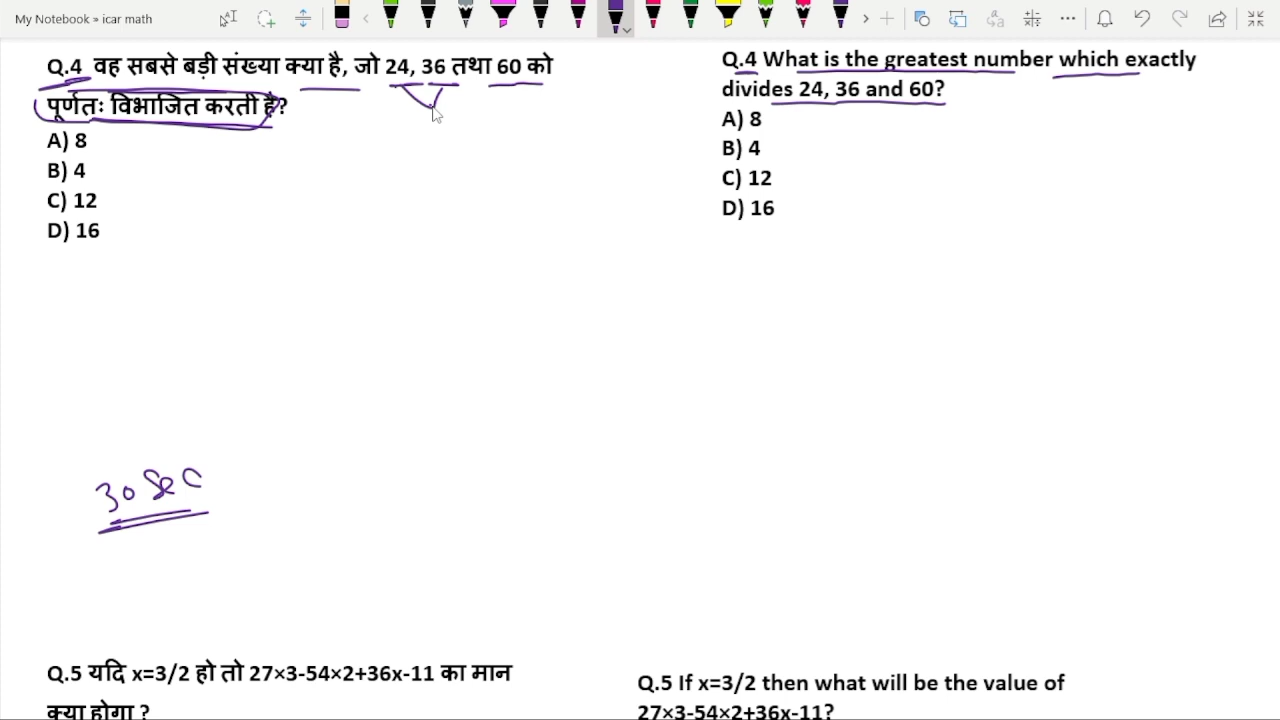 My Notebook » icar math
Q.4 वह सबसे बड़ी संख्या क्या है, जो 24, 36 तथा 60 को
पूर्णतः विभाजित करती है?
A) 8
B) 4
C) 12
D) 16
Q.4 What is the greatest number which exactly
divides 24, 36 and 60?
A) 8
B) 4
C) 12
D) 16
30 Sec
Q.5 यदि x=3/2 हो तो 27×3-54×2+36x-11 का मान
क्या होगा ?
Q.5 If x=3/2 then what will be the value of
27×3-54×2+36x-11?